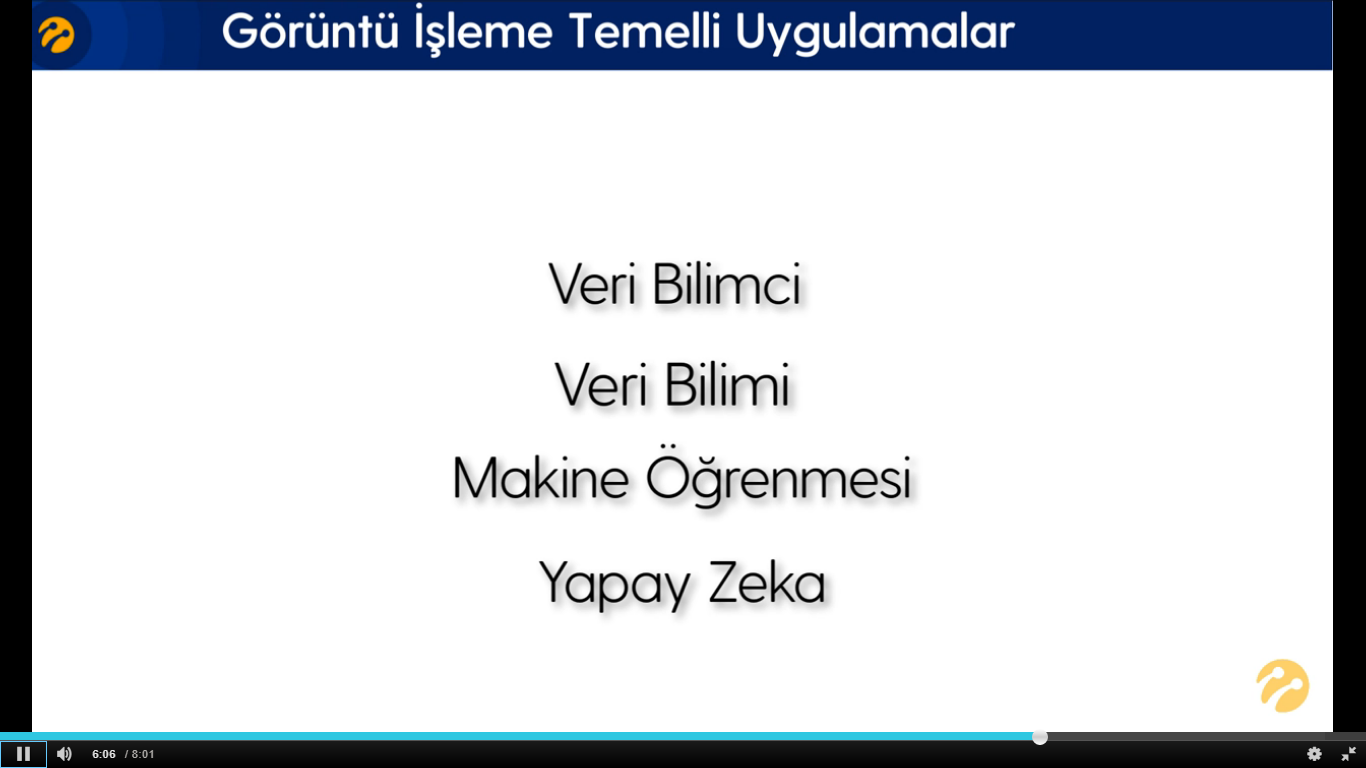 Görüntü İşleme Temelli Uygulamalar
Veri Bilimci
Veri Bilimi
Makine Öğrenmesi
Yapay Zeka
6:06 / 8:01